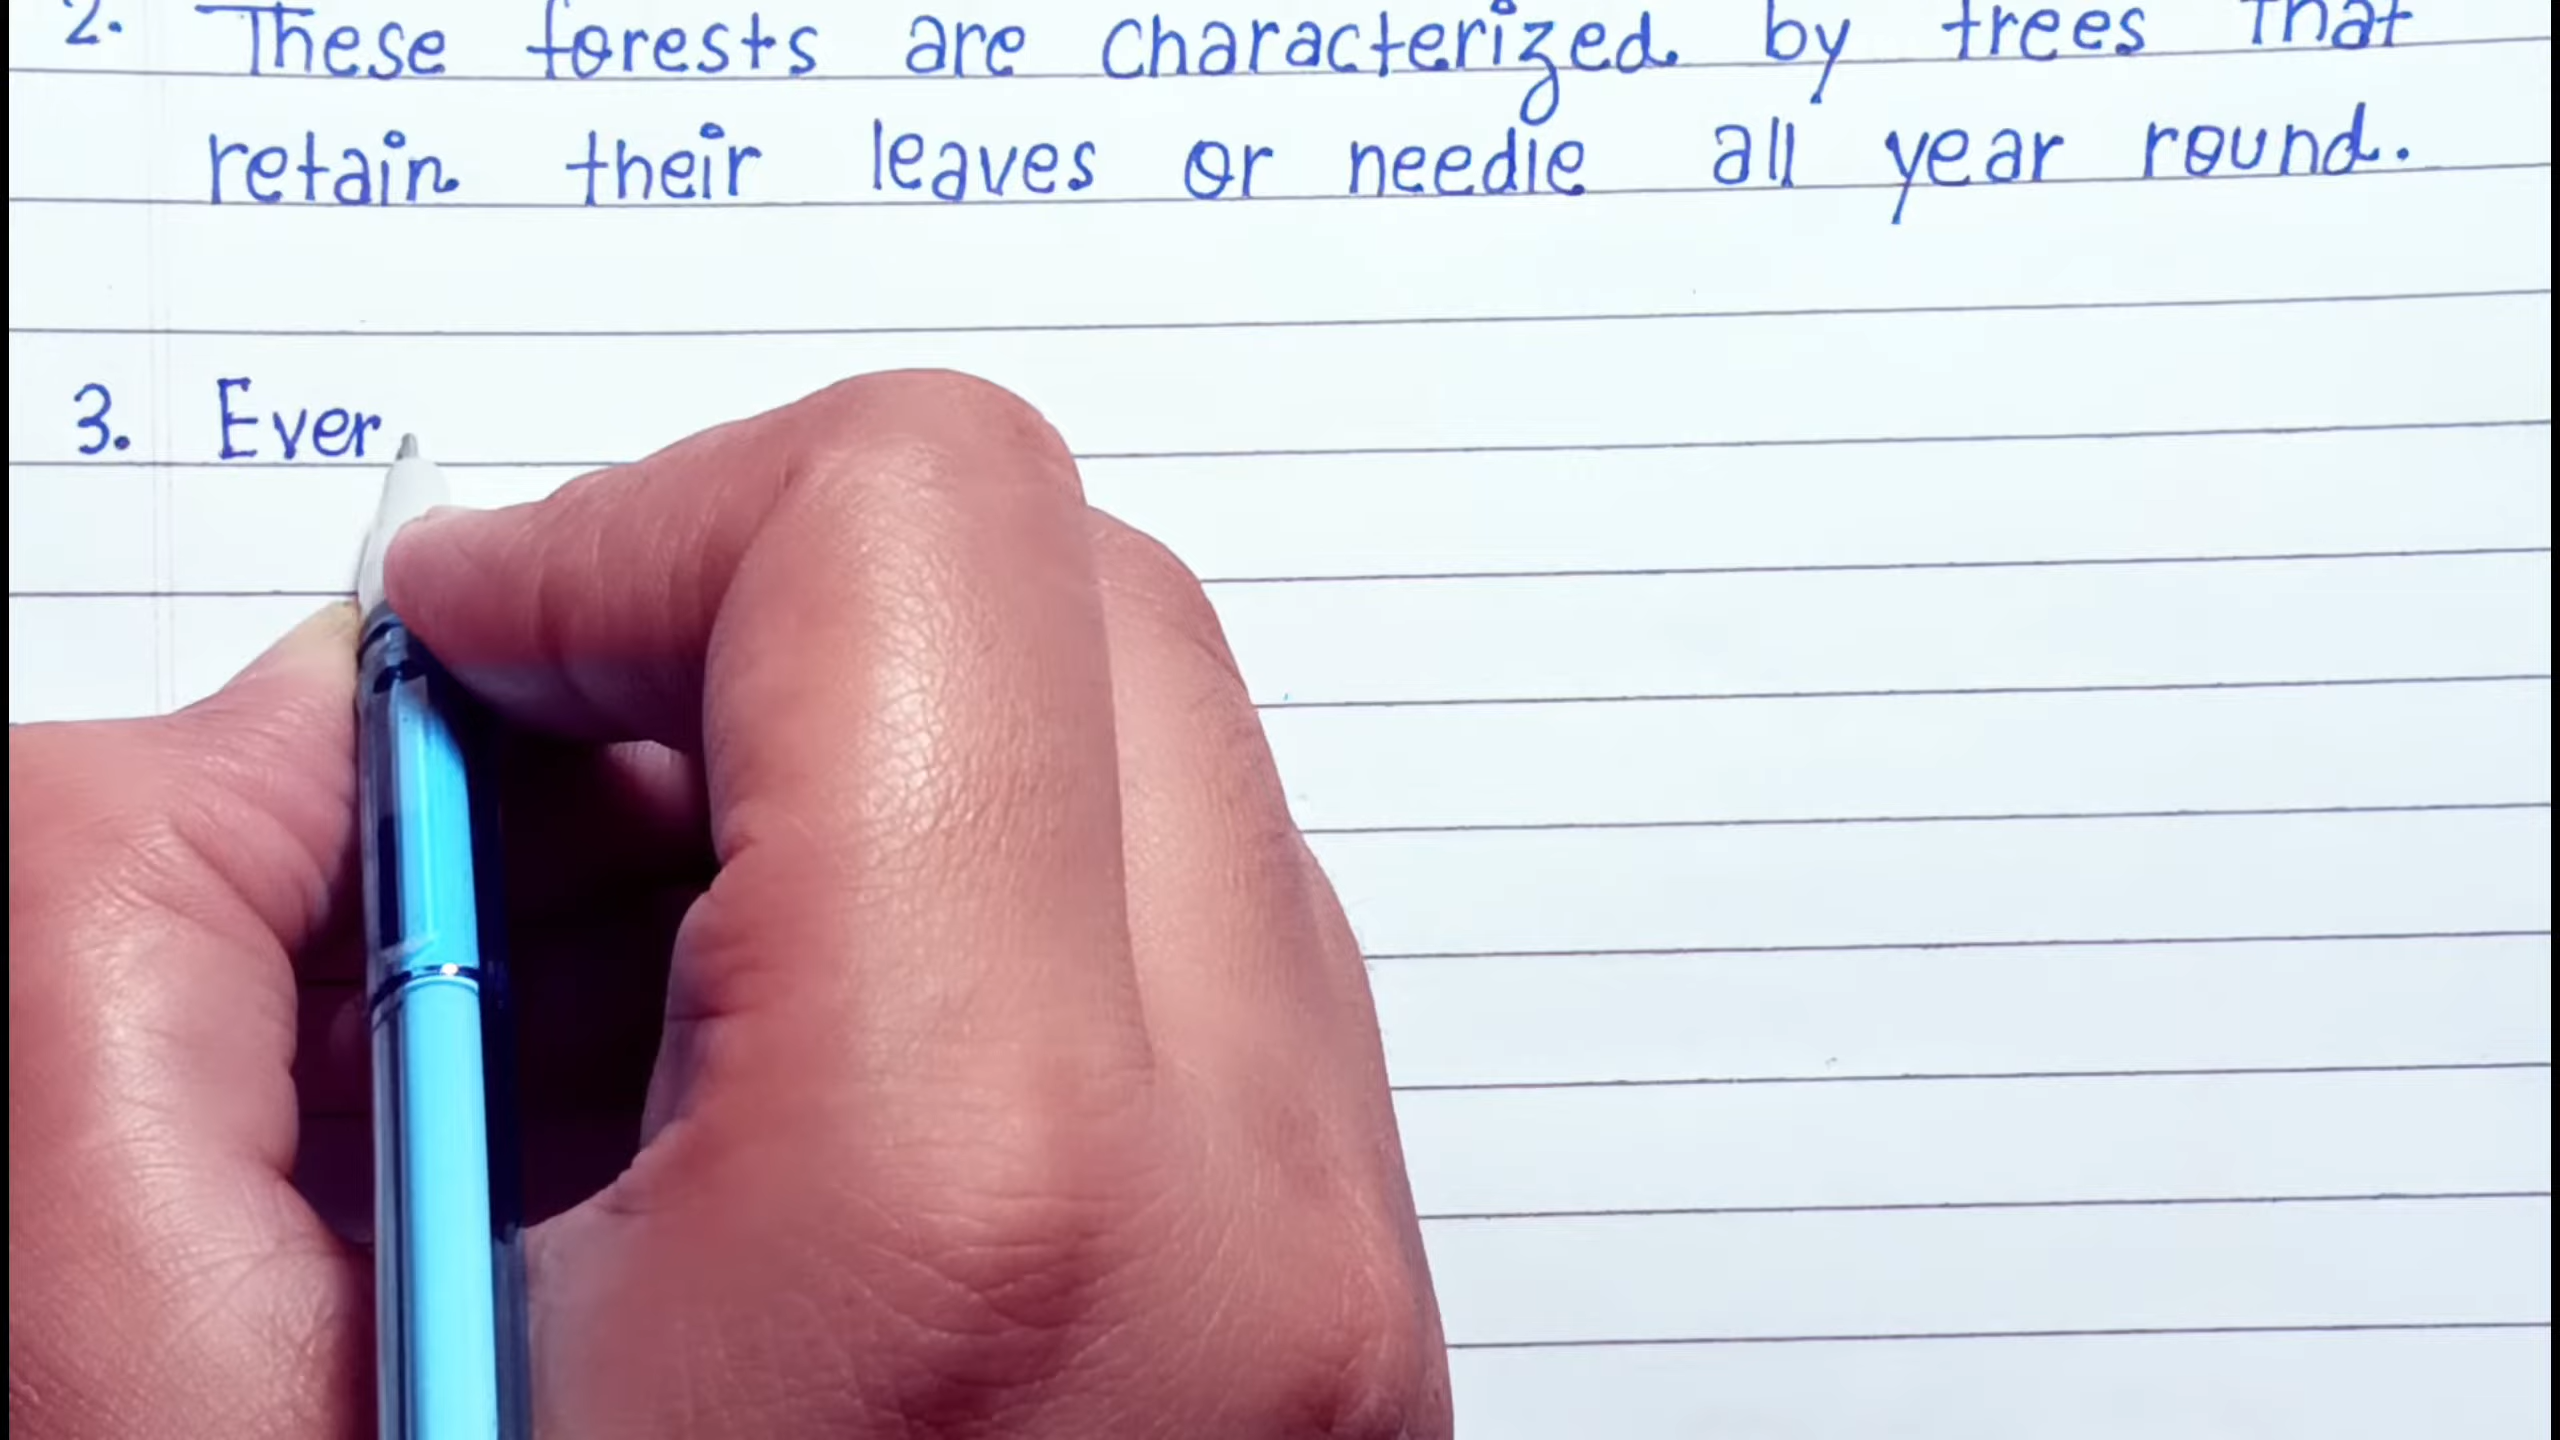 2. These forests are characterized by trees that
retain their leaves or needle all year round.
3. Ever